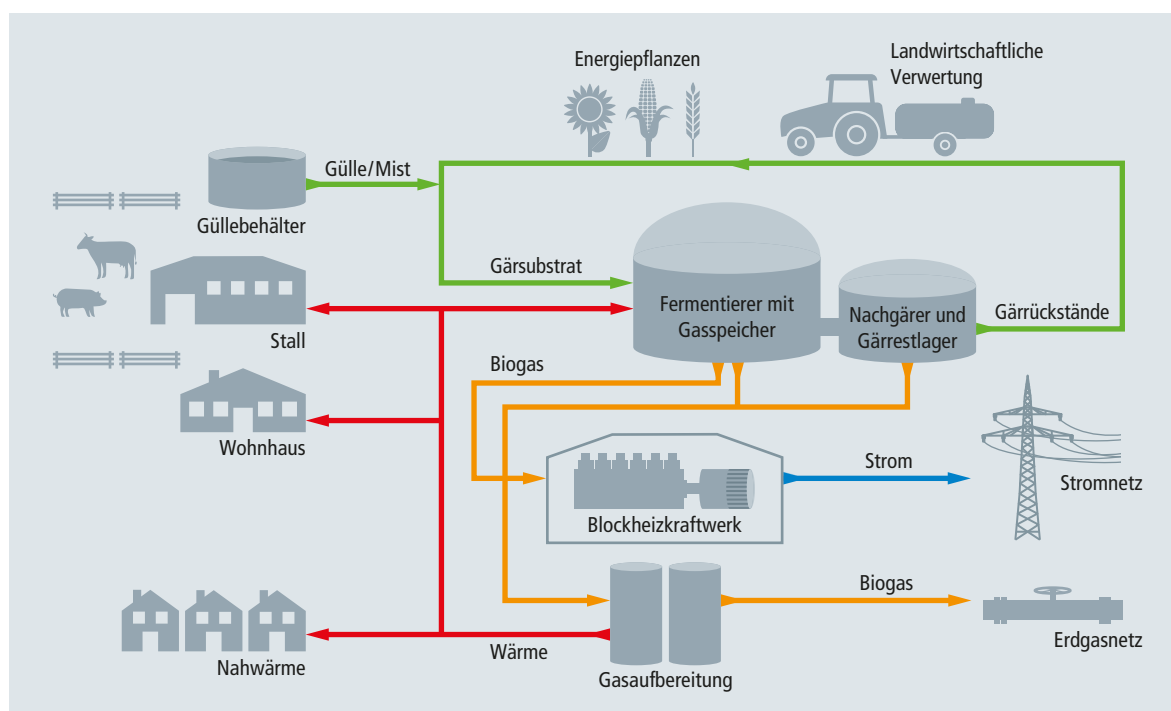 Energiepflanzen
Landwirtschaftliche
Verwertung
Gülle/Mist
Güllebehälter
Gärsubstrat
Fermentierer mit
Gasspeicher
Nachgärer und
Gärrestlager
Gärrückstände
Stall
Biogas
Wohnhaus
Strom
Stromnetz
Blockheizkraftwerk
Biogas
Erdgasnetz
Wärme
Nahwärme
Gasaufbereitung